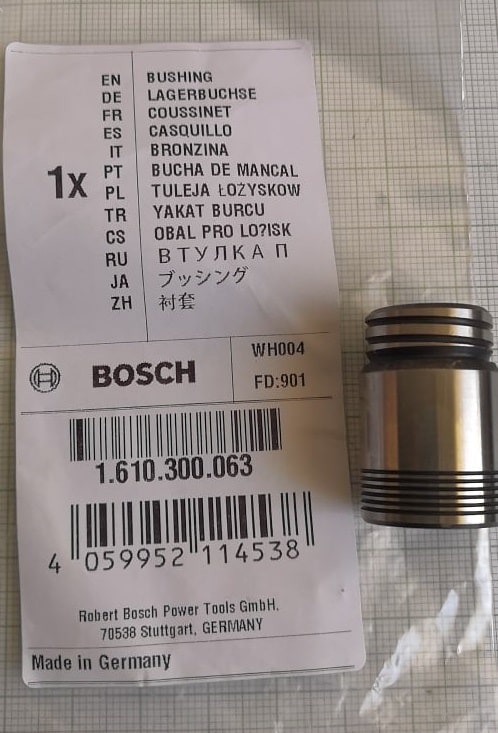 1x
EN BUSHING
DE LAGERBUCHSE
FR COUSSINET
ES CASQUILLO
IT BRONZINA
PT BUCHA DE MANCAL
PL TULEJA ŁOŻYSKOW
TR YAKAT BURCU
CS OBAL PRO LO?ISK
RU ВТУЛКА П
JA ブッシング
ZH 衬套
BOSCH
WH004
FD:901
1.610.300.063
4 059952 114538
Robert Bosch Power Tools GmbH.
70538 Stuttgart, GERMANY
Made in Germany